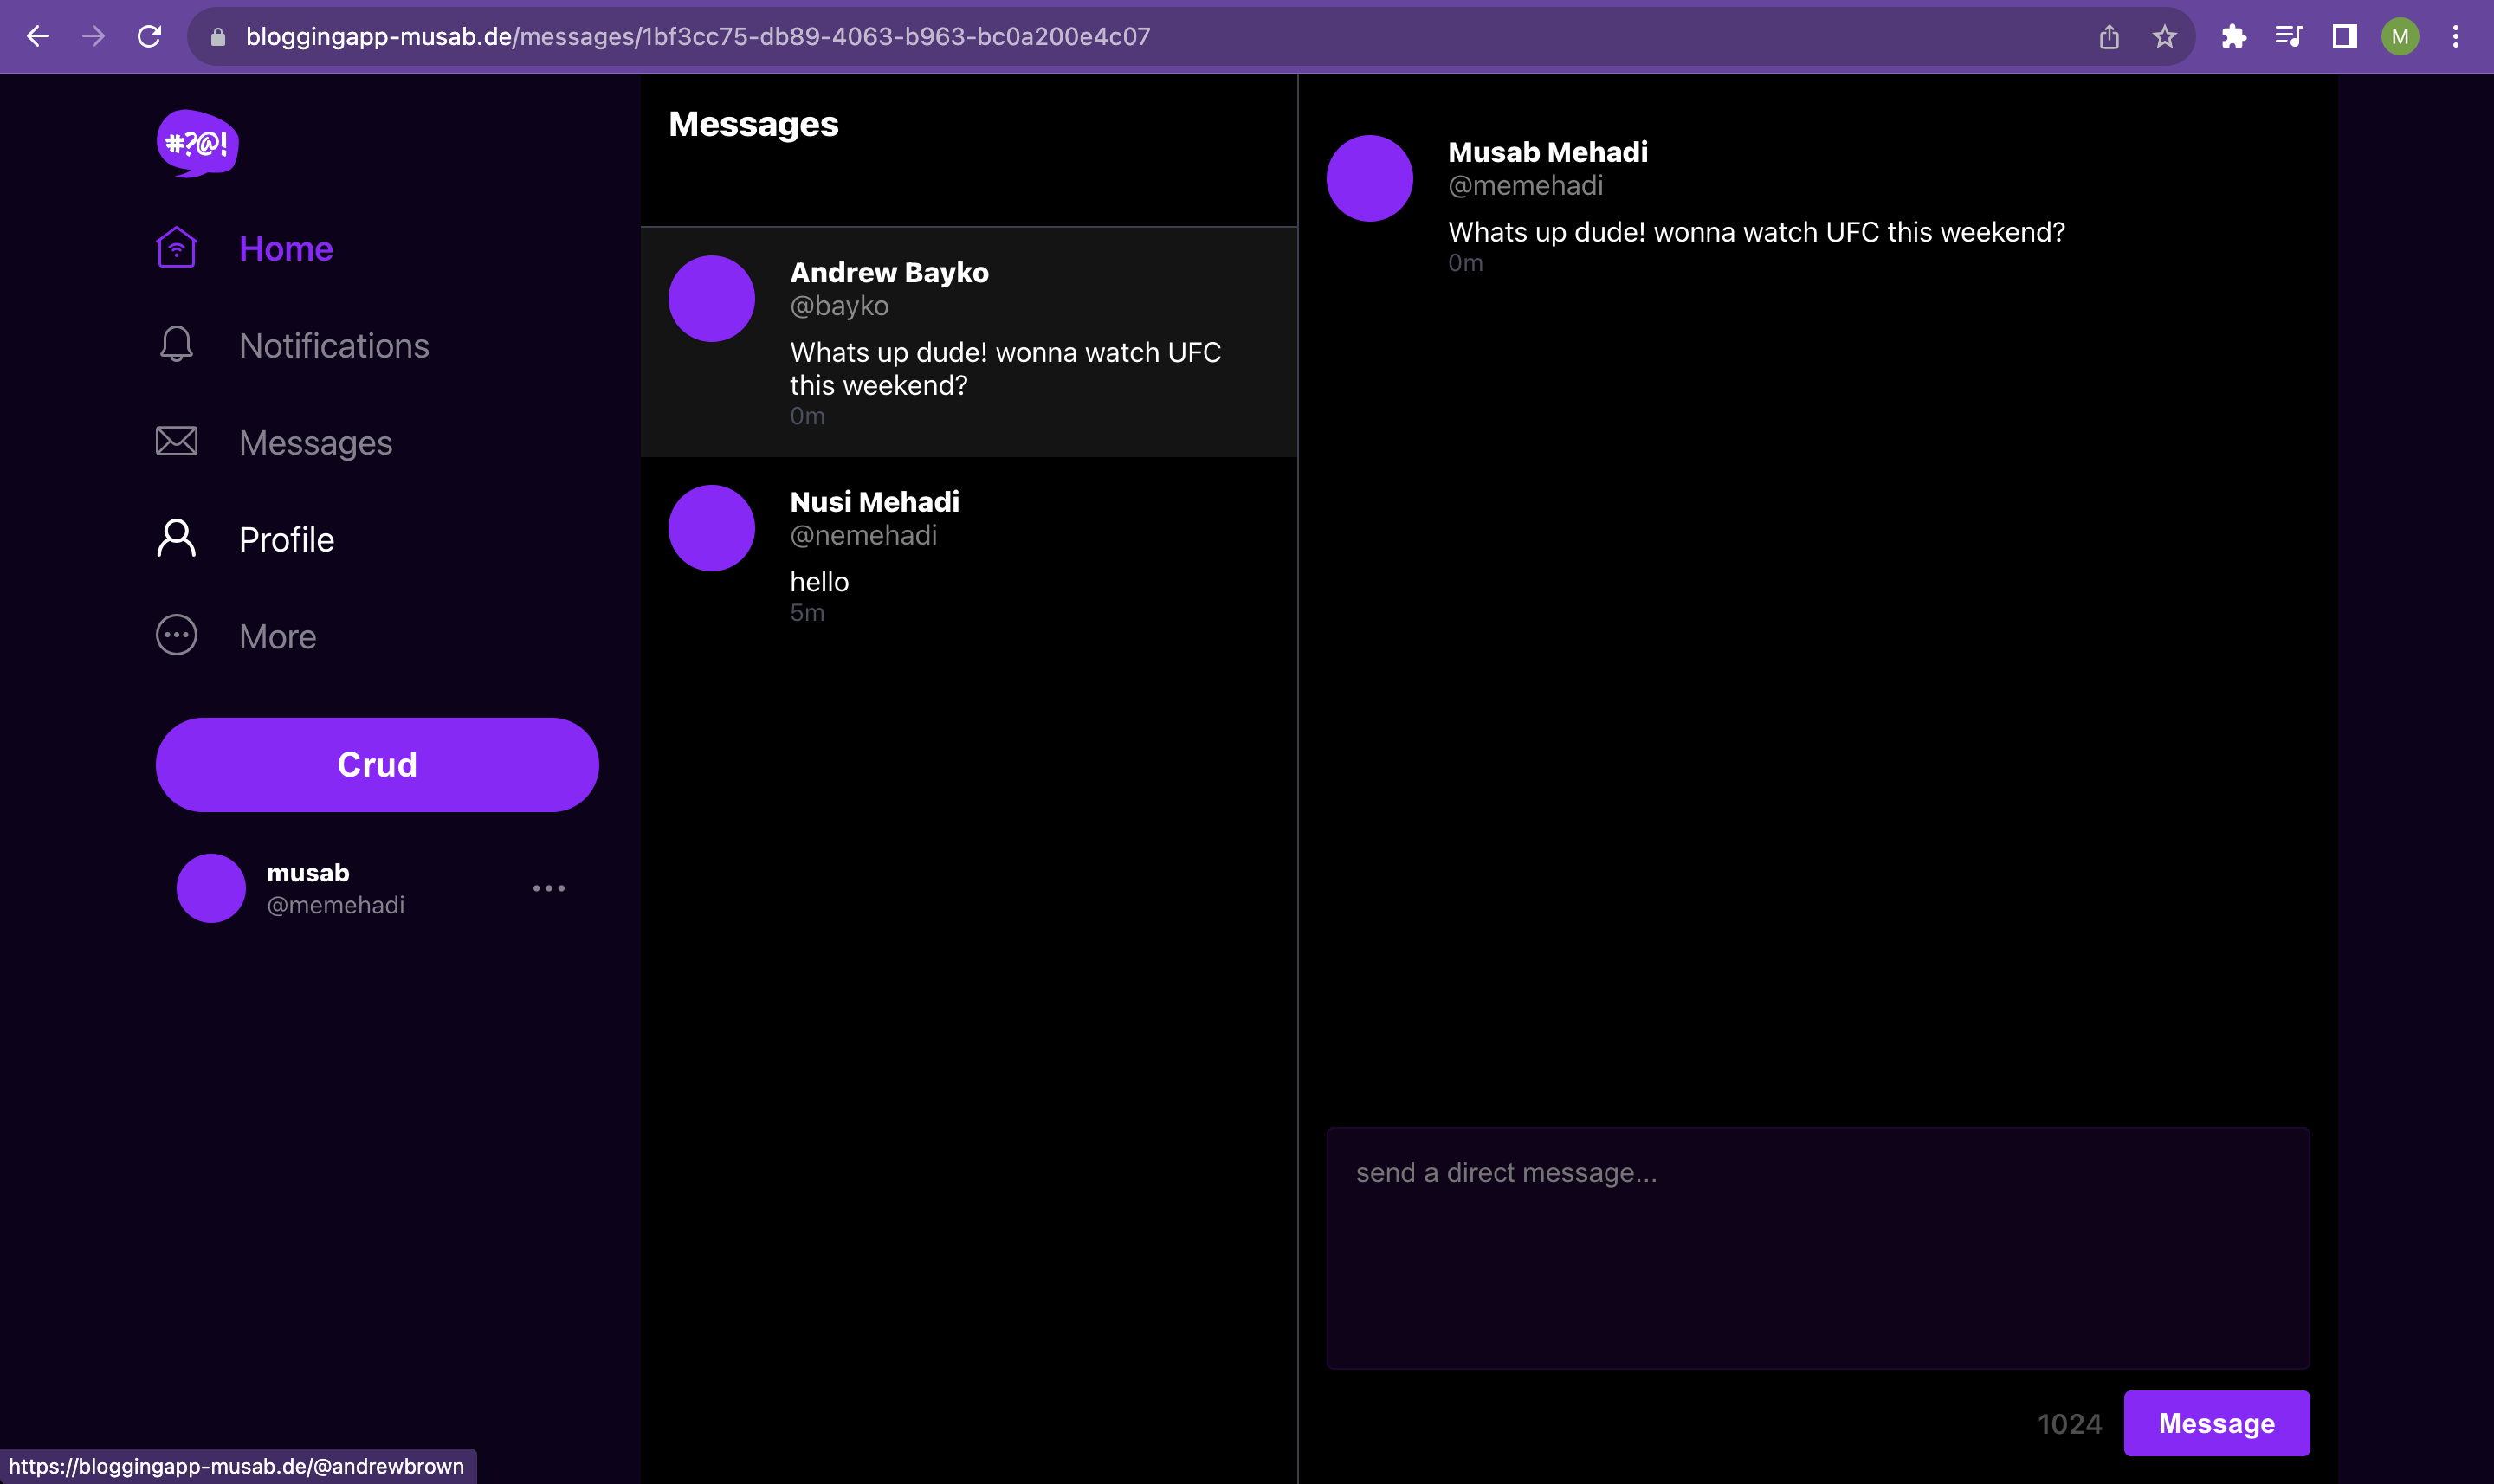 bloggingapp-musab.de/messages/1bf3cc75-db89-4063-b963-bc0a200e4c07
M
#?@!
Home
Notifications
Messages
Profile
More
Crud
musab
@memehadi
Messages
Andrew Bayko
@bayko
Whats up dude! wonna watch UFC
this weekend?
0m
Nusi Mehadi
@nemehadi
hello
5m
Musab Mehadi
@memehadi
Whats up dude! wonna watch UFC this weekend?
0m
send a direct message...
1024
Message
https://bloggingapp-musab.de/@andrewbrown